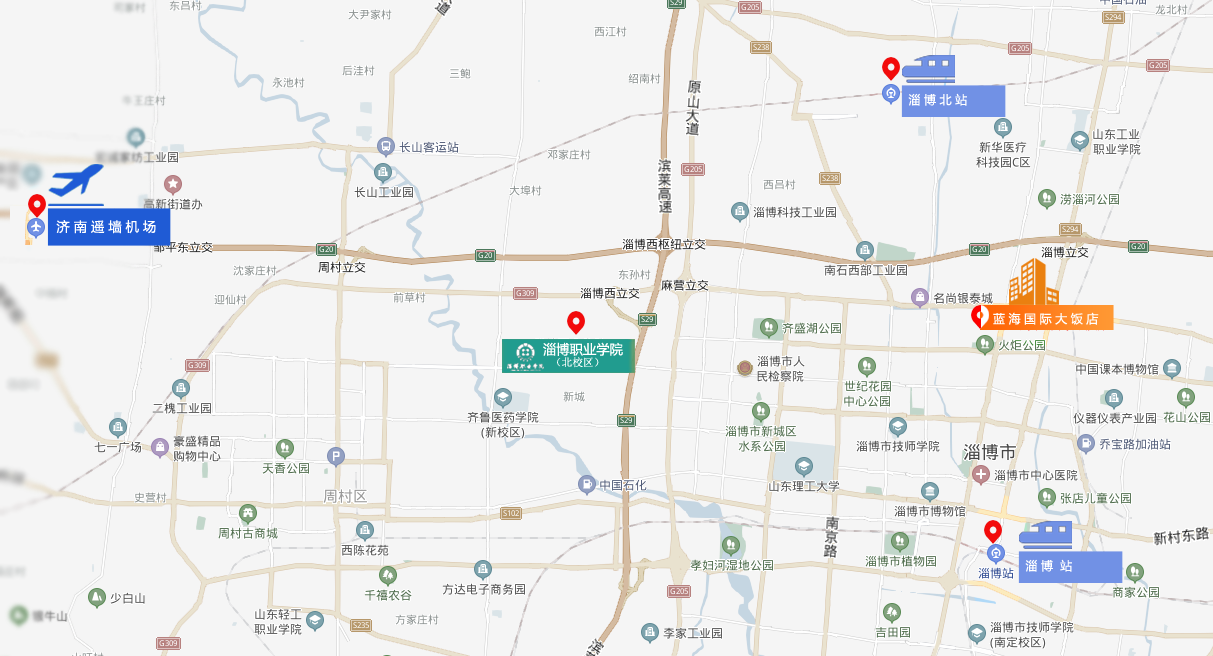 东吕村
大尹家村
道
S29
G205
中国石油
S294
龙北村
西江村
S238
G205
G205
后洼村
三鲍
永池村
绍南村
原山大道
淄博北站
长山客运站
邓家庄村
新华医疗
科技园C区
山东工业
职业学院
高新街道办
长山工业园
大埠村
滨莱高速
G205
S238
西吕村
涝淄河公园
济南遥墙机场
淄博科技工业园
S294
邹平东立交
G20
周村立交
G20
淄博西枢纽立交
南石西部工业园
G20
淄博立交
G20
沈家庄村
迎仙村
前草村
G309
东孙村
淄博西立交
麻营立交
名尚银泰城
蓝海国际大饭店
S29
齐盛湖公园
火炬公园
淄博职业学院
（北校区）
淄博职业学院
G309
淄博市人
民检察院
世纪花园
中心公园
中国课本博物馆
二槐工业园
齐鲁医药学院
(新校区)
新城
S29
淄博市新城区
水系公园
仪器仪表产业园
花山公园
七一广场
豪盛精品
购物中心
天香公园
P
淄博市技师学院
淄博市
乔宝路加油站
淄博市中心医院
史营村
周村区
中国石化
山东理工大学
张店儿童公园
周村古商城
S102
淄博市博物馆
西陈花苑
南京路
新村东路
孝妇河湿地公园
淄博市植物园
淄博站
淄博 站
千禧农谷
方达电子商务园
G205
商家公园
少白山
山东轻工
职业学院
S235
方家庄村
吉田园
淄博市技师学院
(南定校区)
李家工业园
G309
滨